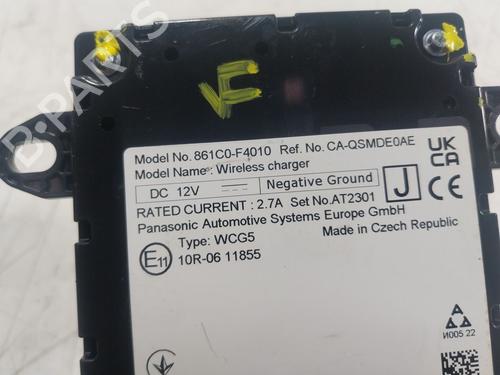 Model No. 861C0-F4010 Ref. No. CA-QSMDE0AE
Model Name: Wireless charger
DC 12V Negative Ground
J
UK
CA
RATED CURRENT : 2.7A Set No.AT2301
Panasonic Automotive Systems Europe GmbH
Type: WCG5 Made in Czech Republic
E11 10R-06 11855
И005 22
B-PARTS